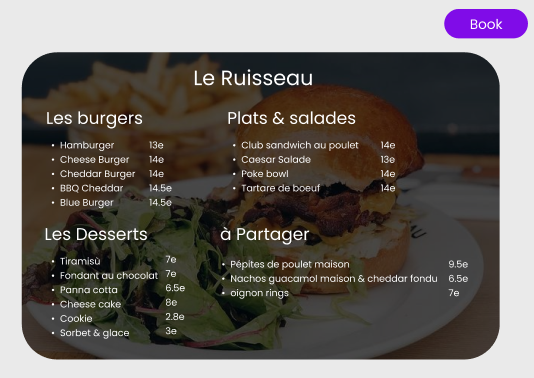 Book
Le Ruisseau
Les burgers
• Hamburger 13e
• Cheese Burger 14e
• Cheddar Burger 14e
• BBQ Cheddar 14.5e
• Blue Burger 14.5e
Plats & salades
• Club sandwich au poulet 14e
• Caesar Salade 13e
• Poke bowl 14e
• Tartare de boeuf 14e
Les Desserts
• Tiramisù 7e
• Fondant au chocolat 7e
• Panna cotta 6.5e
• Cheese cake 8e
• Cookie 2.8e
• Sorbet & glace 3e
à Partager
• Pépites de poulet maison 9.5e
• Nachos guacamol maison & cheddar fondu 6.5e
• oignon rings 7e